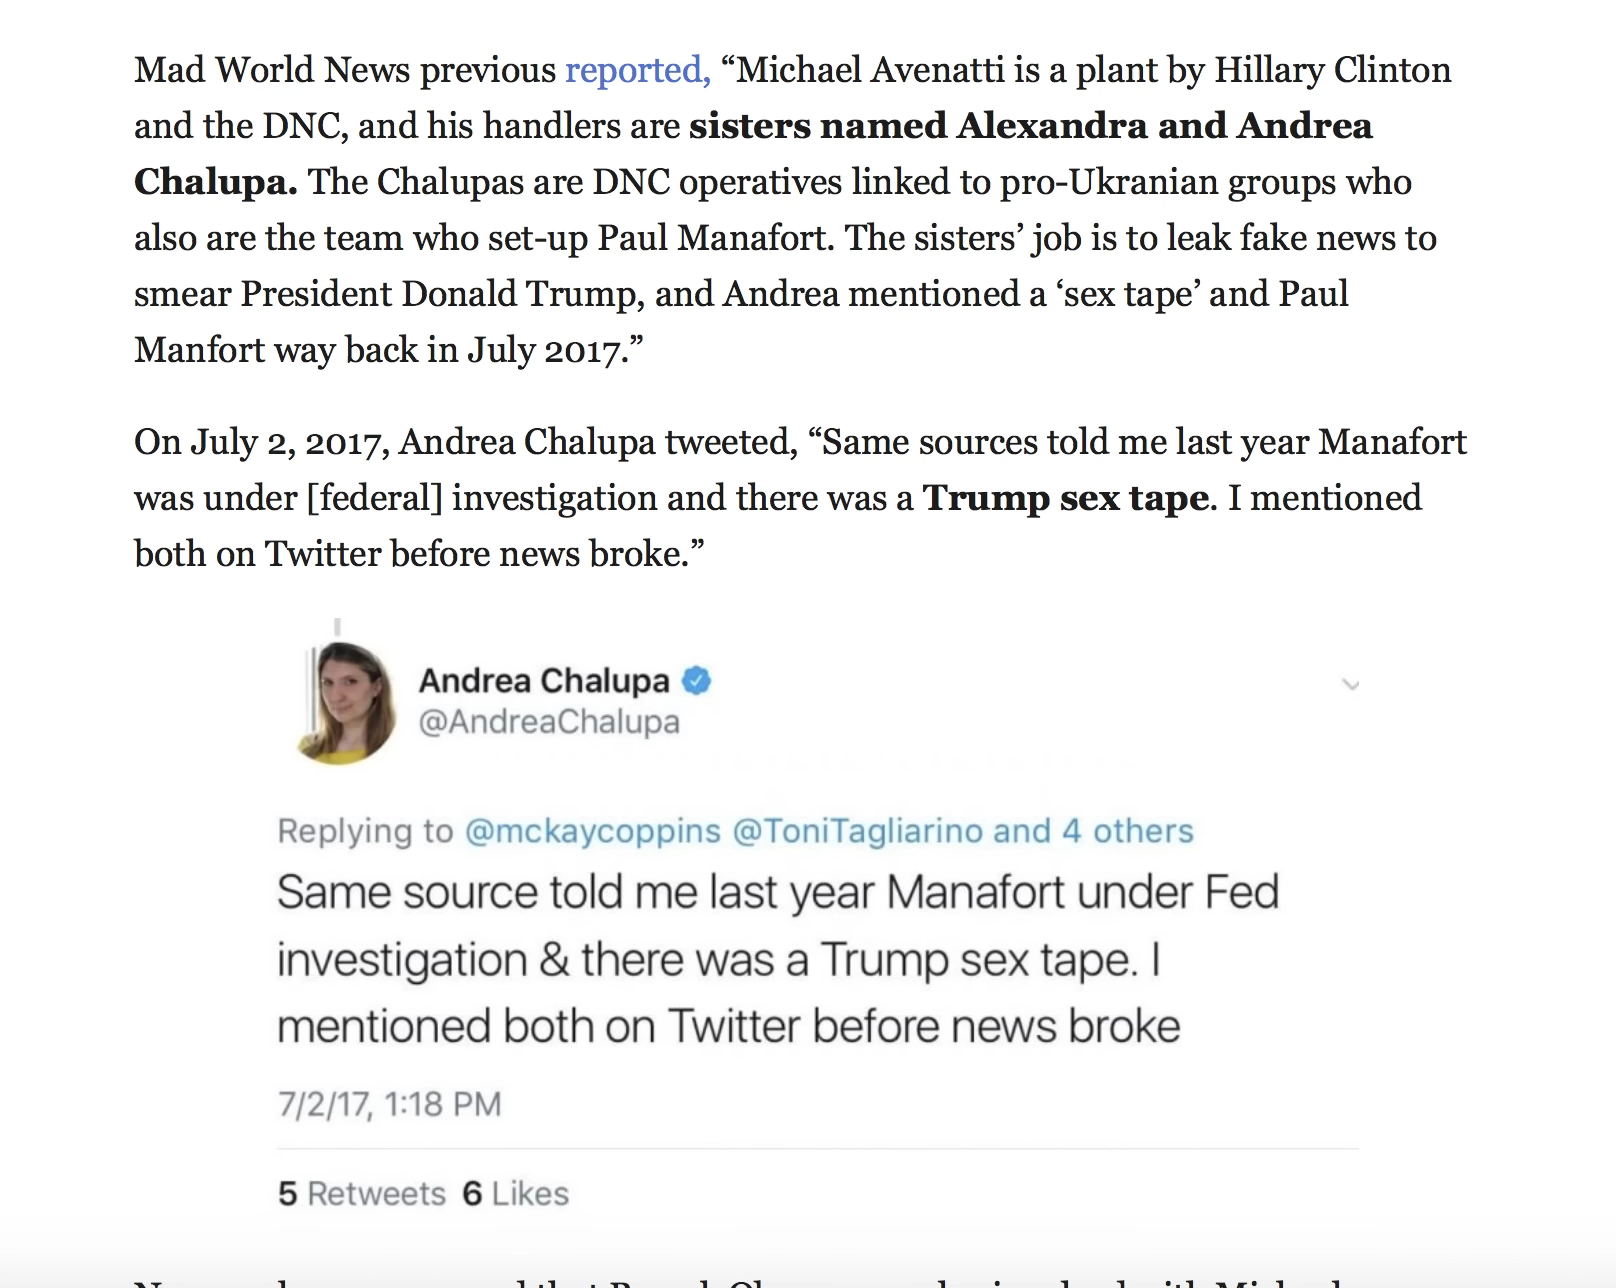 Mad World News previous reported, “Michael Avenatti is a plant by Hillary Clinton
and the DNC, and his handlers are sisters named Alexandra and Andrea
Chalupa. The Chalupas are DNC operatives linked to pro-Ukranian groups who
also are the team who set-up Paul Manafort. The sisters’ job is to leak fake news to
smear President Donald Trump, and Andrea mentioned a ‘sex tape’ and Paul
Manfort way back in July 2017.”
On July 2, 2017, Andrea Chalupa tweeted, “Same sources told me last year Manafort
was under [federal] investigation and there was a Trump sex tape. I mentioned
both on Twitter before news broke.”
Andrea Chalupa
@AndreaChalupa
Replying to @mckaycoppins @ToniTagliarino and 4 others
Same source told me last year Manafort under Fed
investigation & there was a Trump sex tape. I
mentioned both on Twitter before news broke
7/2/17, 1:18 PM
5 Retweets 6 Likes